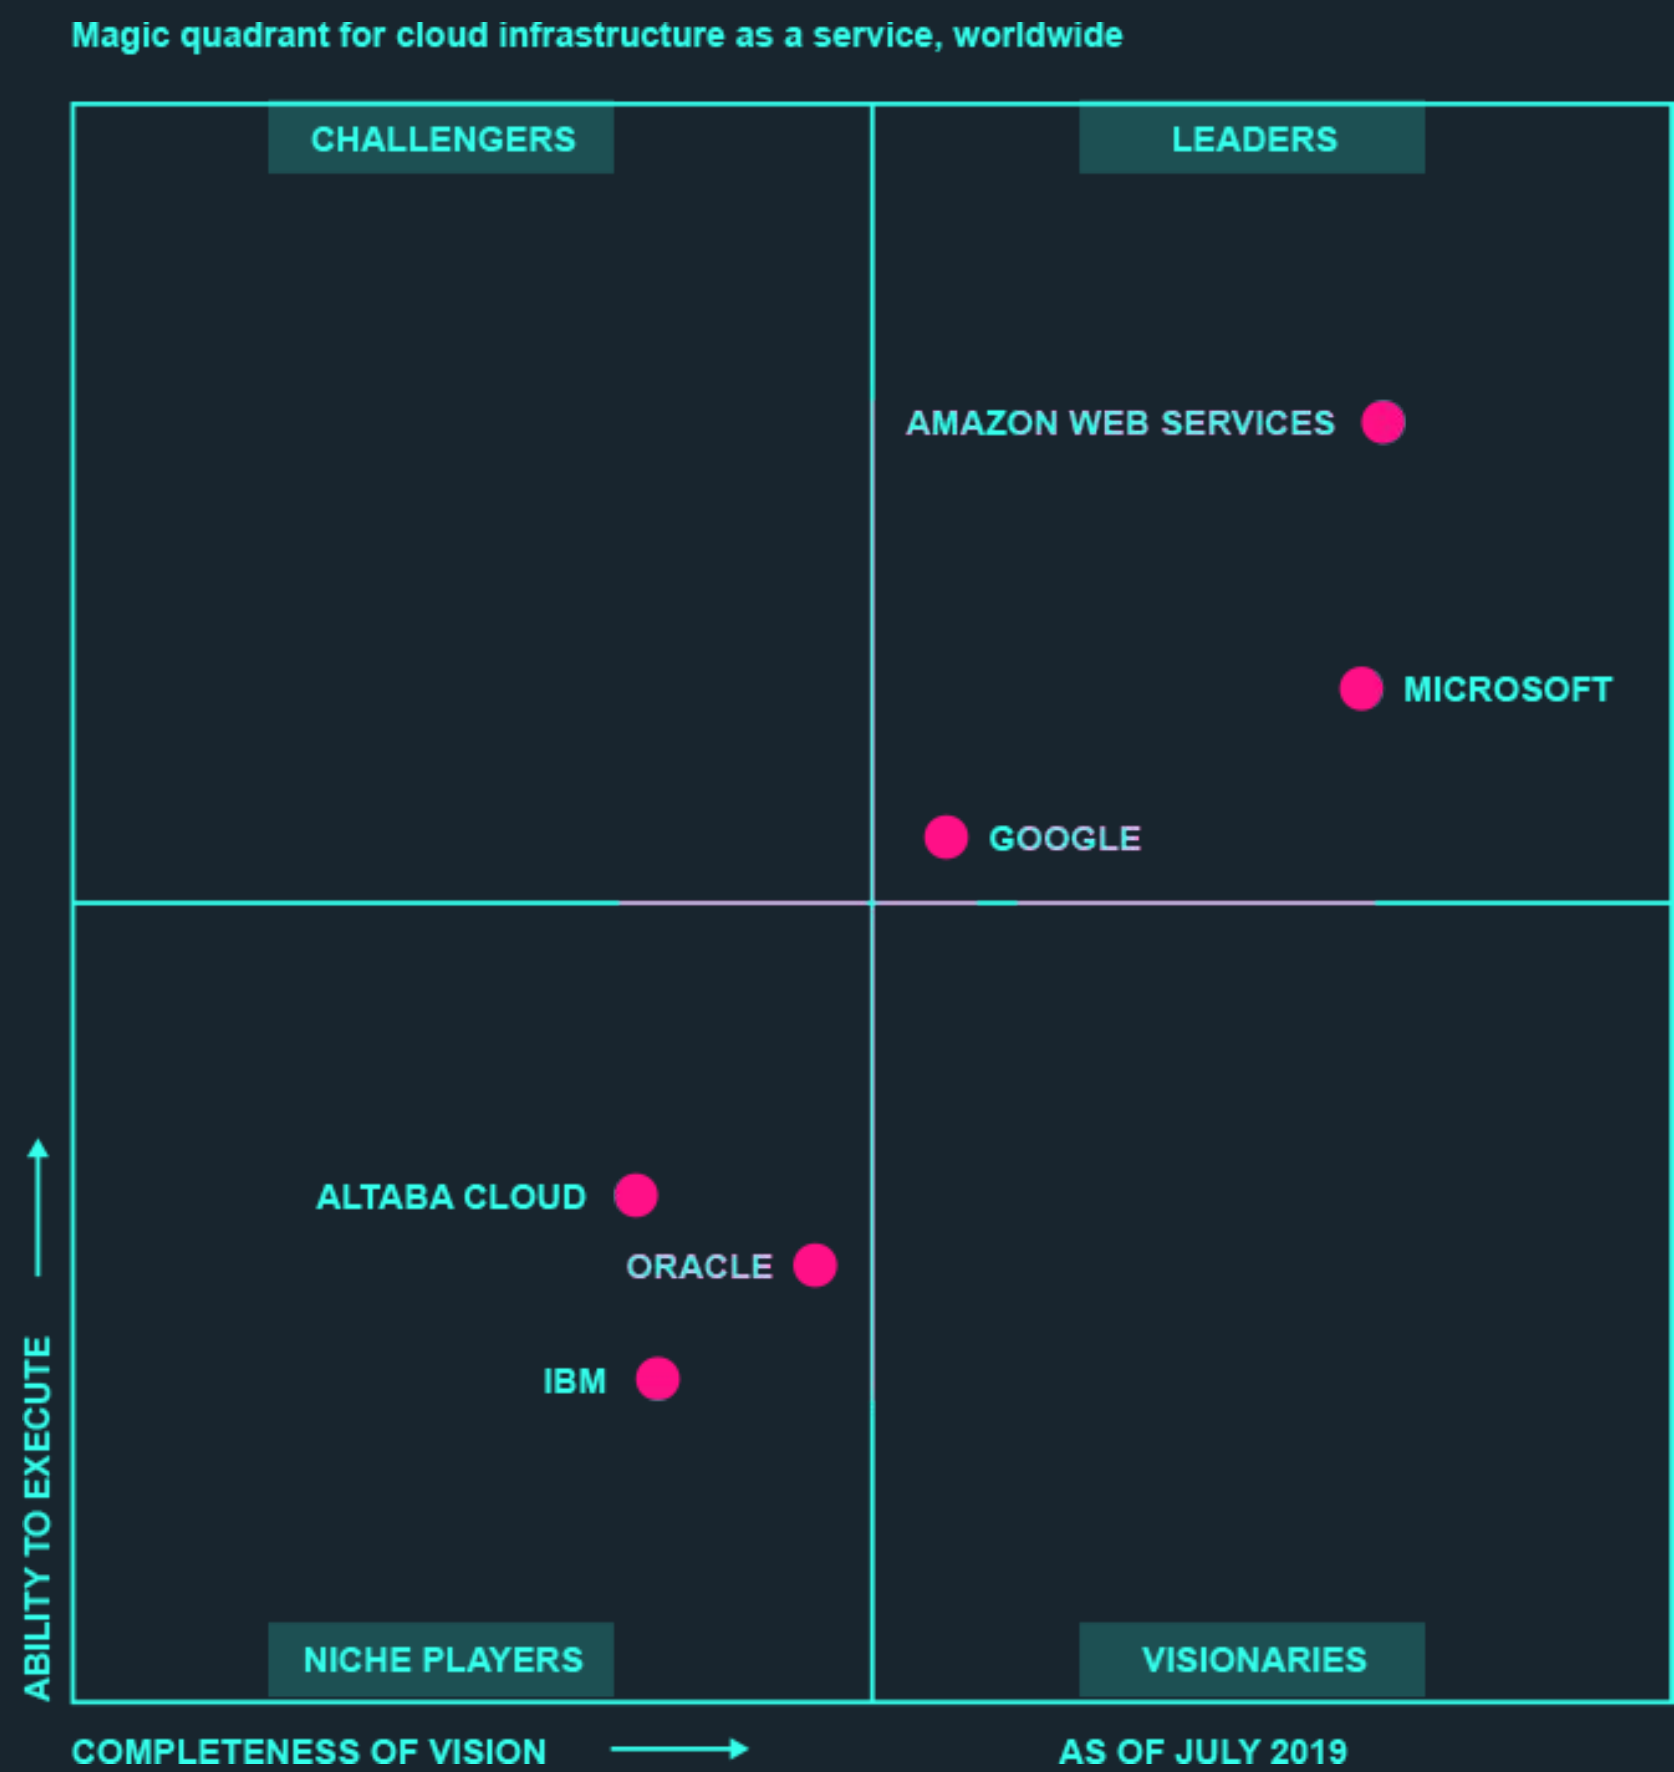 Magic quadrant for cloud infrastructure as a service, worldwide
CHALLENGERS
LEADERS
AMAZON WEB SERVICES
MICROSOFT
GOOGLE
ALTABA CLOUD
ORACLE
IBM
NICHE PLAYERS
VISIONARIES
ABILITY TO EXECUTE
COMPLETENESS OF VISION
AS OF JULY 2019